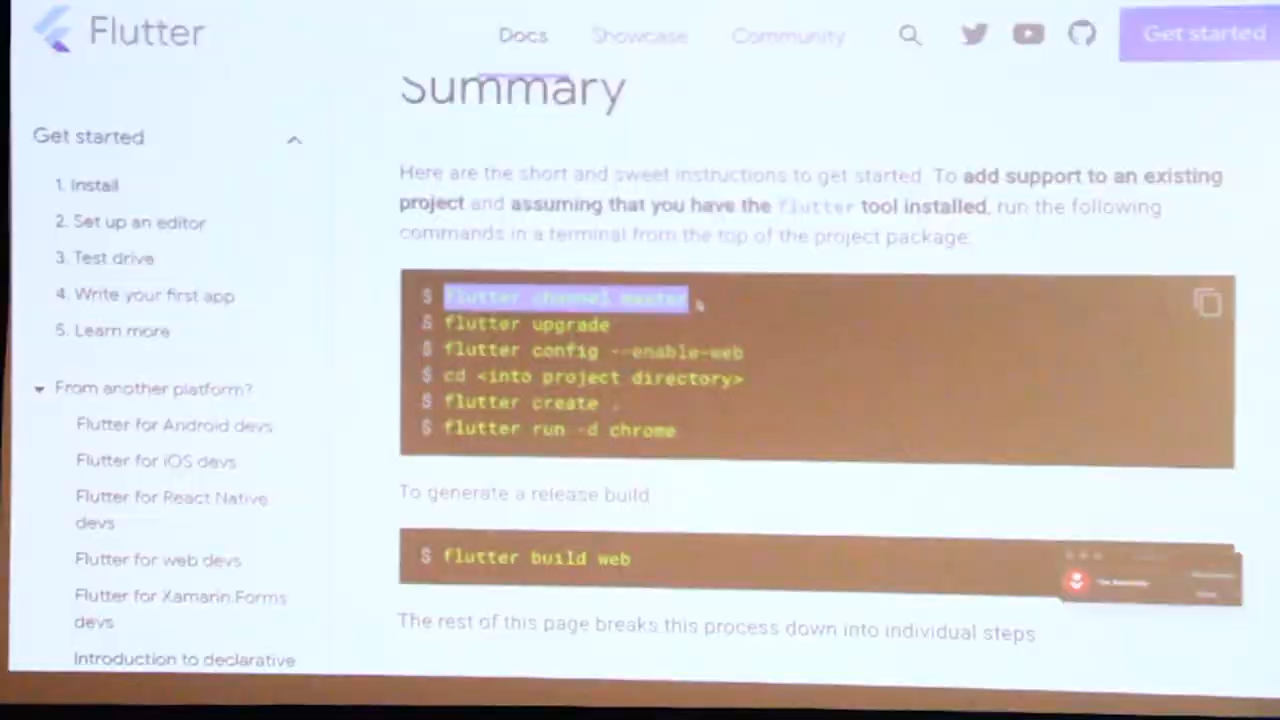 Flutter
Docs Showcase Community Get started
Summary
Get started
1. Install
2. Set up an editor
3. Test drive
4. Write your first app
5. Learn more
From another platform?
Flutter for Android devs
Flutter for iOS devs
Flutter for React Native
devs
Flutter for web devs
Flutter for Xamarin.Forms
devs
Introduction to declarative
Here are the short and sweet instructions to get started. To add support to an existing
project and assuming that you have the flutter tool installed, run the following
commands in a terminal from the top of the project package:
$ flutter channel master
$ flutter upgrade
$ flutter config --enable-web
$ cd <into project directory>
$ flutter create .
$ flutter run -d chrome
To generate a release build
$ flutter build web
The rest of this page breaks this process down into individual steps